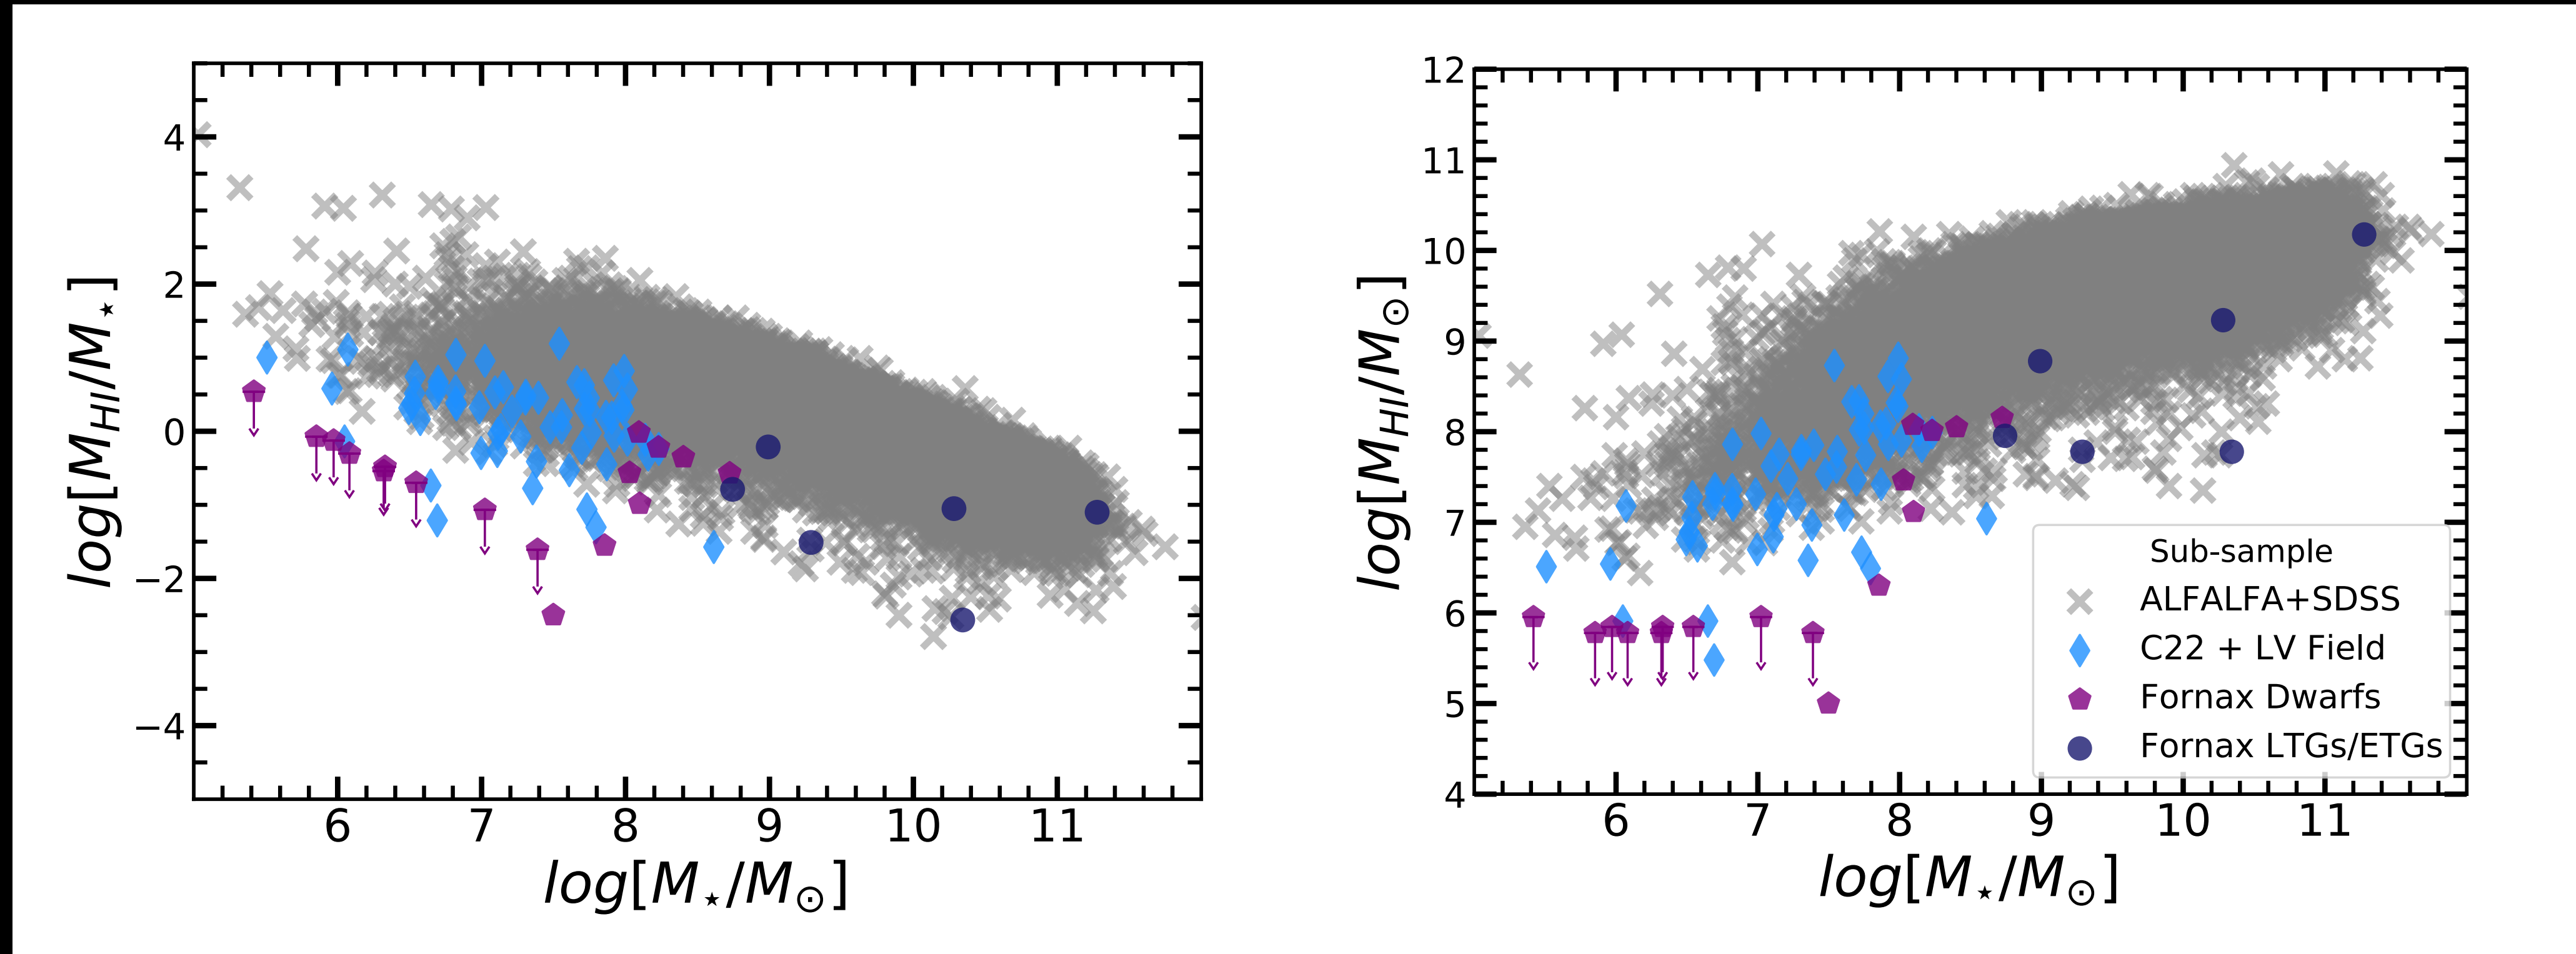 4
2
0
−2
−4
6 7 8 9 10 11
log[M_HI/M_⋆]
log[M_⋆/M_⊙]
12
11
10
9
8
7
6
5
4
6 7 8 9 10 11
log[M_HI/M_⊙]
log[M_⋆/M_⊙]
Sub-sample
ALFALFA+SDSS
C22 + LV Field
Fornax Dwarfs
Fornax LTGs/ETGs